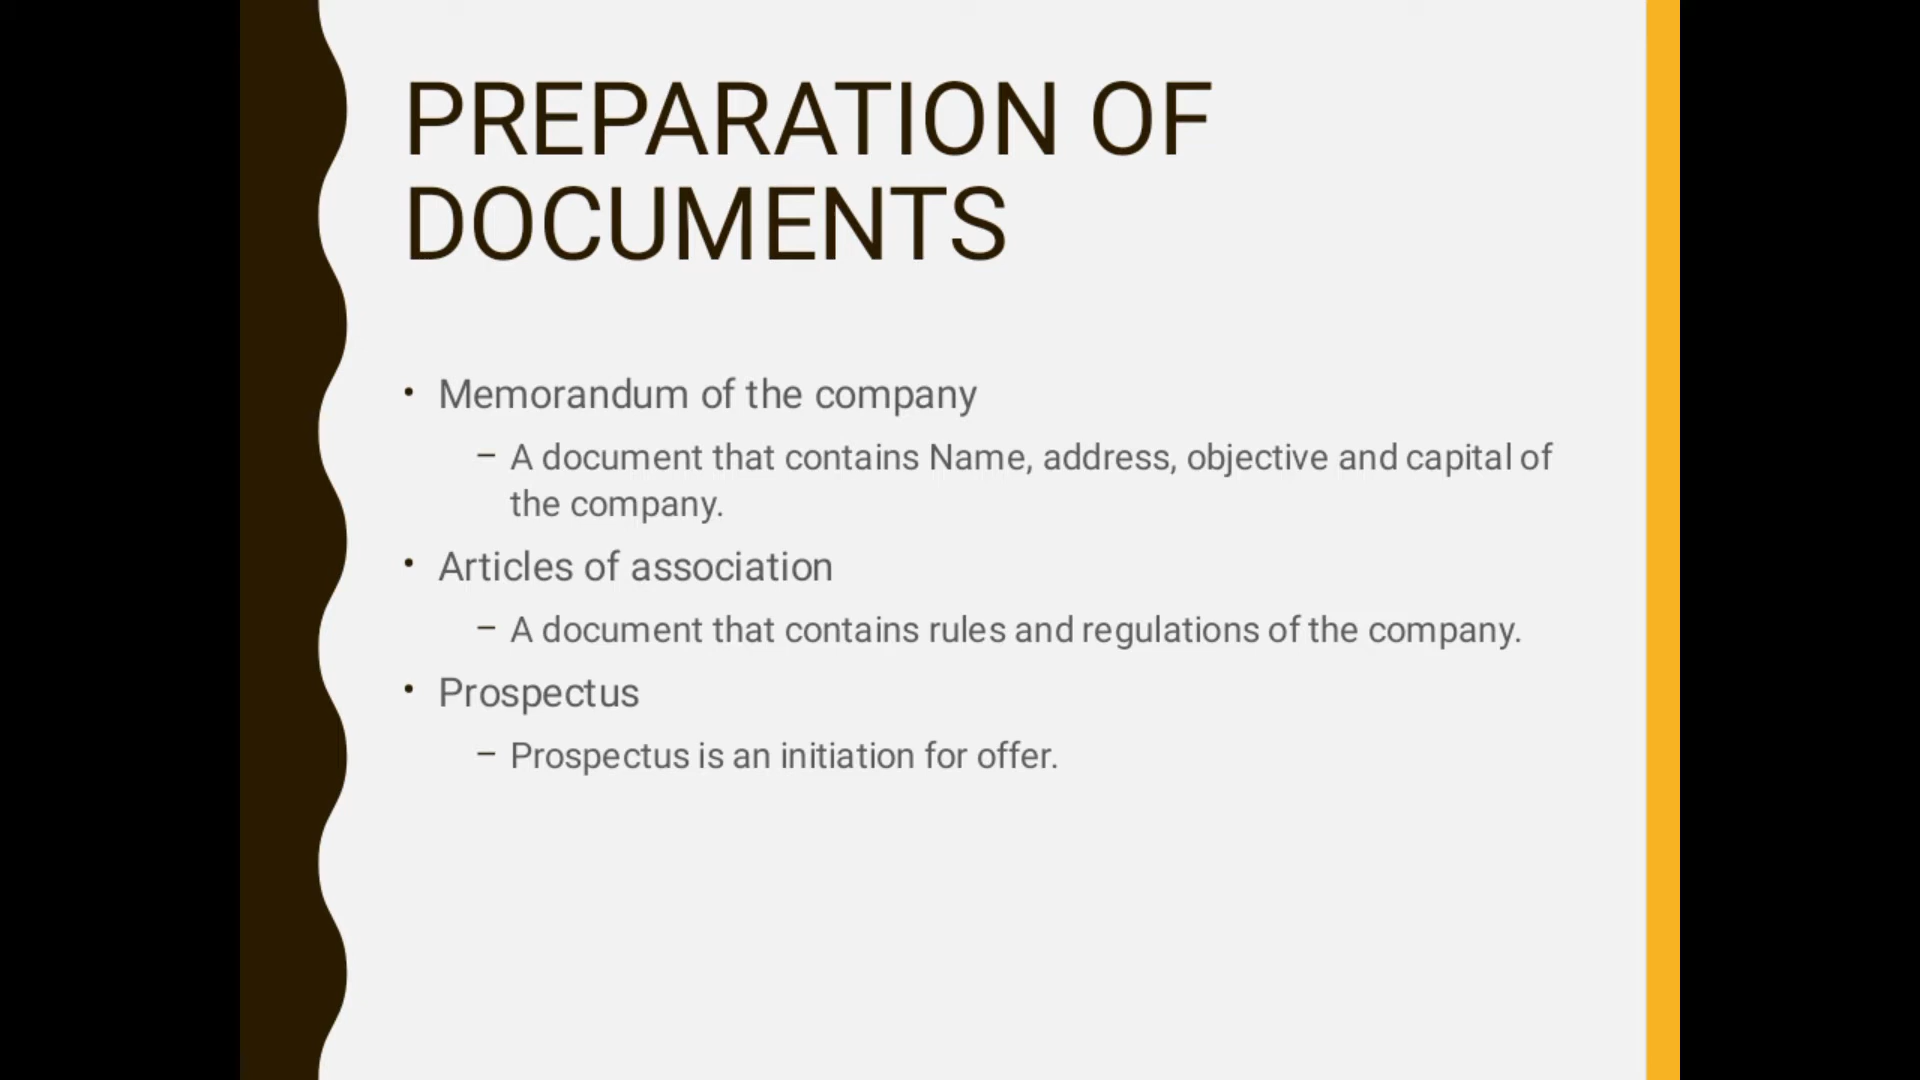 PREPARATION OF
DOCUMENTS
• Memorandum of the company
– A document that contains Name, address, objective and capital of
the company.
• Articles of association
– A document that contains rules and regulations of the company.
• Prospectus
– Prospectus is an initiation for offer.